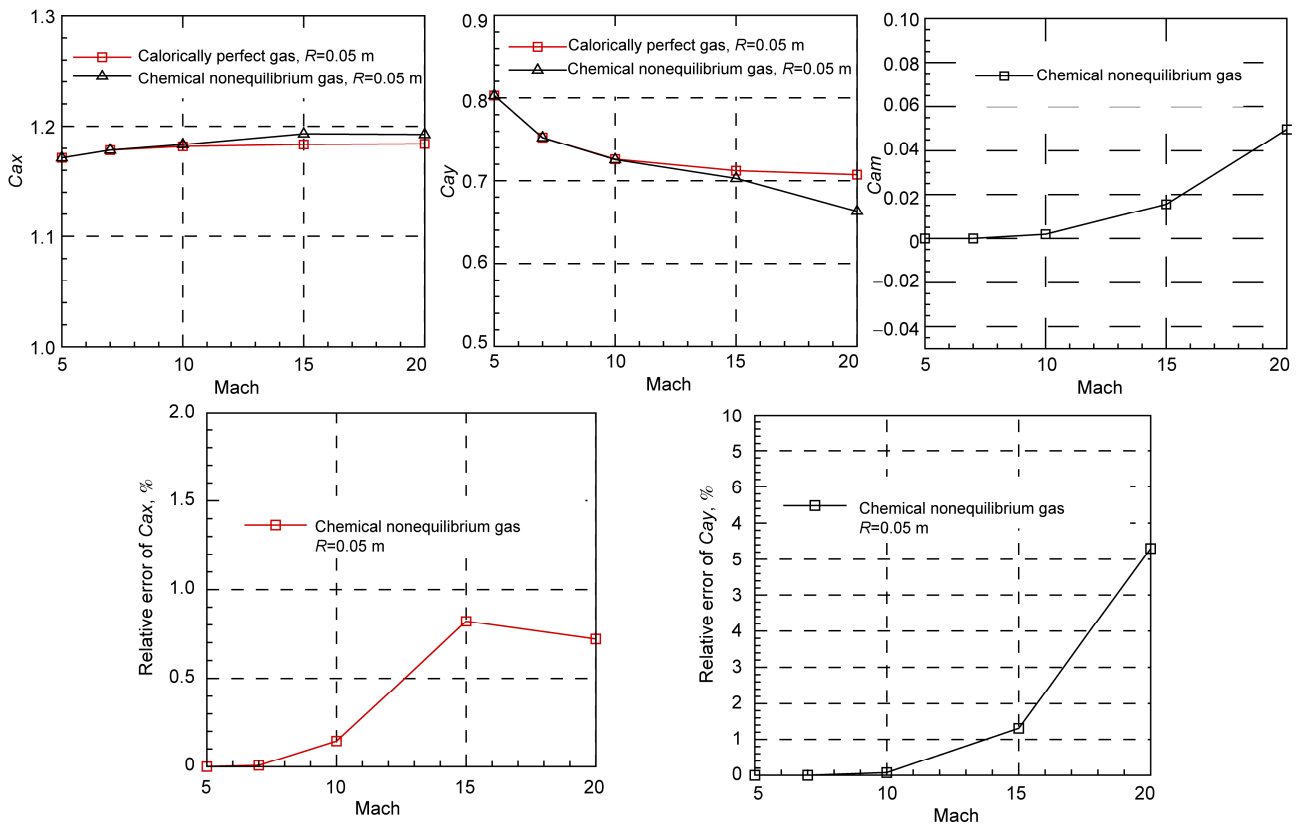 1.3
1.2
1.1
1.0
Cax
Calorically perfect gas, R=0.05 m
Chemical nonequilibrium gas, R=0.05 m
5 10 15 20
Mach
0.9
0.8
0.7
0.6
0.5
Cay
Calorically perfect gas, R=0.05 m
Chemical nonequilibrium gas, R=0.05 m
5 10 15 20
Mach
0.10
0.08
0.06
0.04
0.02
0
−0.02
−0.04
Cam
Chemical nonequilibrium gas
5 10 15 20
Mach
2.0
1.5
1.0
0.5
0
Relative error of Cax, %
Chemical nonequilibrium gas
R=0.05 m
5 10 15 20
Mach
10
5
6
4
5
3
4
3
2
1
0
Relative error of Cay, %
Chemical nonequilibrium gas
R=0.05 m
5 10 15 20
Mach